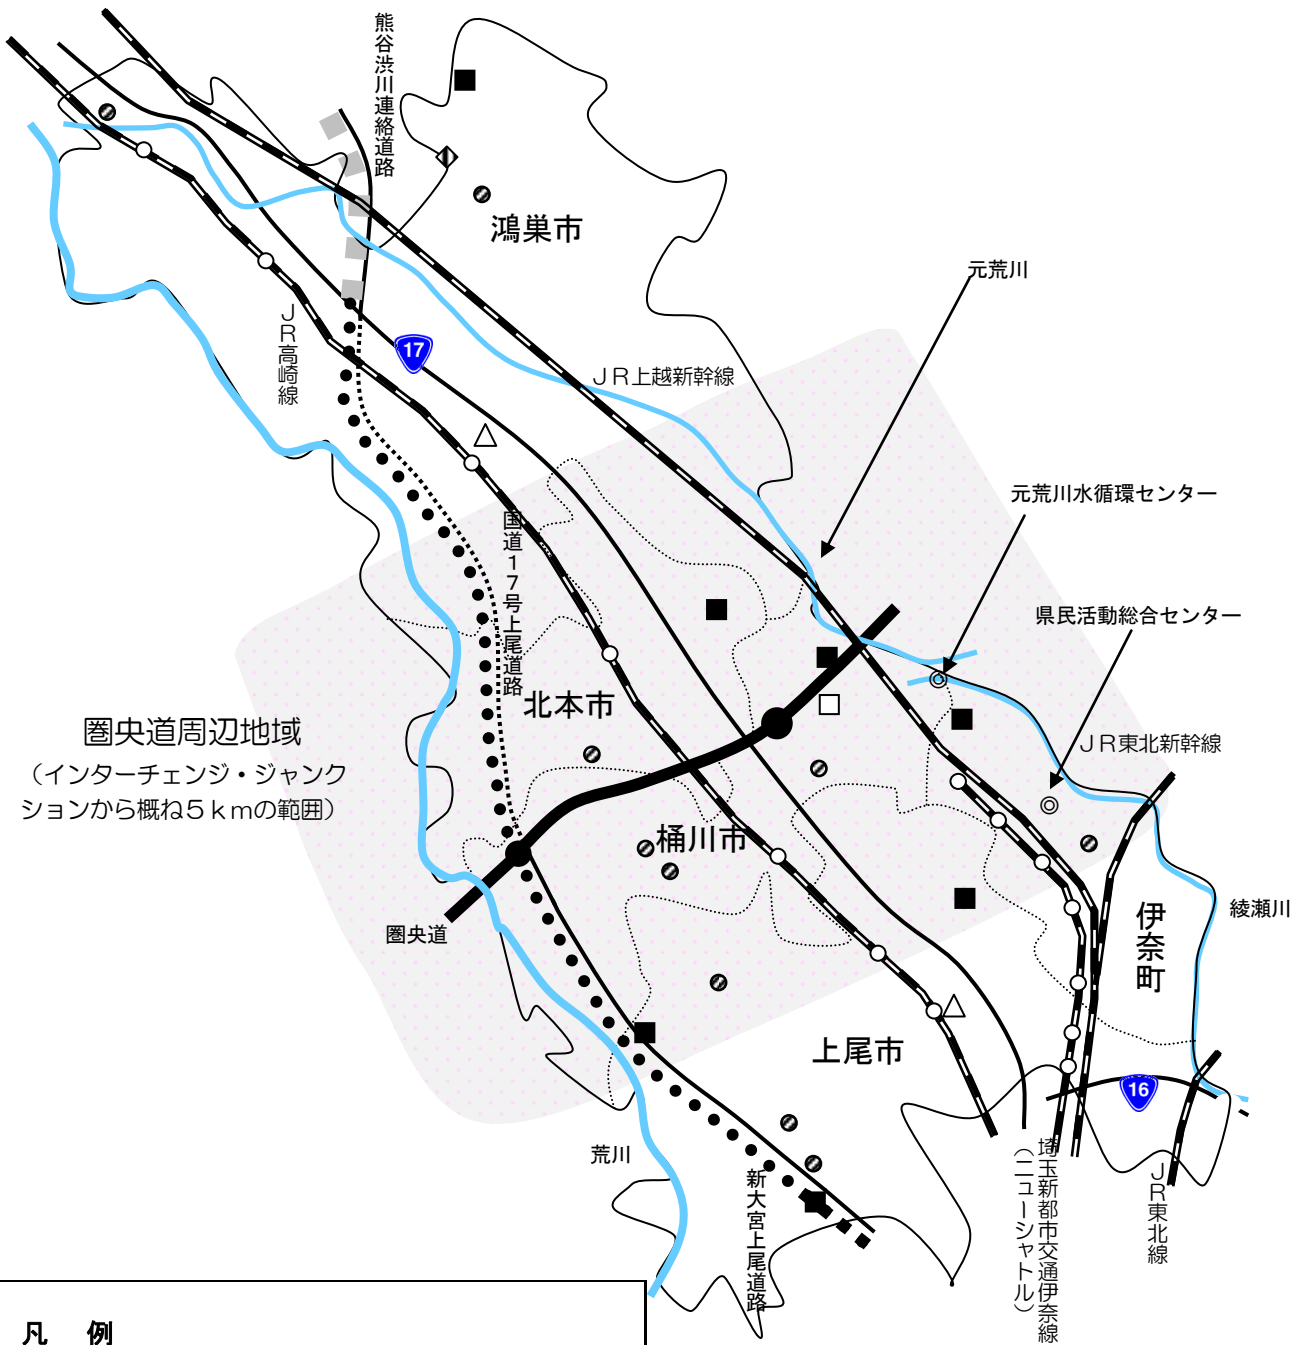 熊谷渋川連絡道路
鴻巣市
元荒川
JR高崎線
17
JR上越新幹線
元荒川水循環センター
国道17号上尾道路
県民活動総合センター
北本市
圏央道周辺地域
（インターチェンジ・ジャンク
ションから概ね5kmの範囲）
JR東北新幹線
桶川市
圏央道
伊奈町
綾瀬川
上尾市
16
荒川
新大宮上尾道路
埼玉新都市交通伊奈線
（ニューシャトル）
JR東北線
凡　例